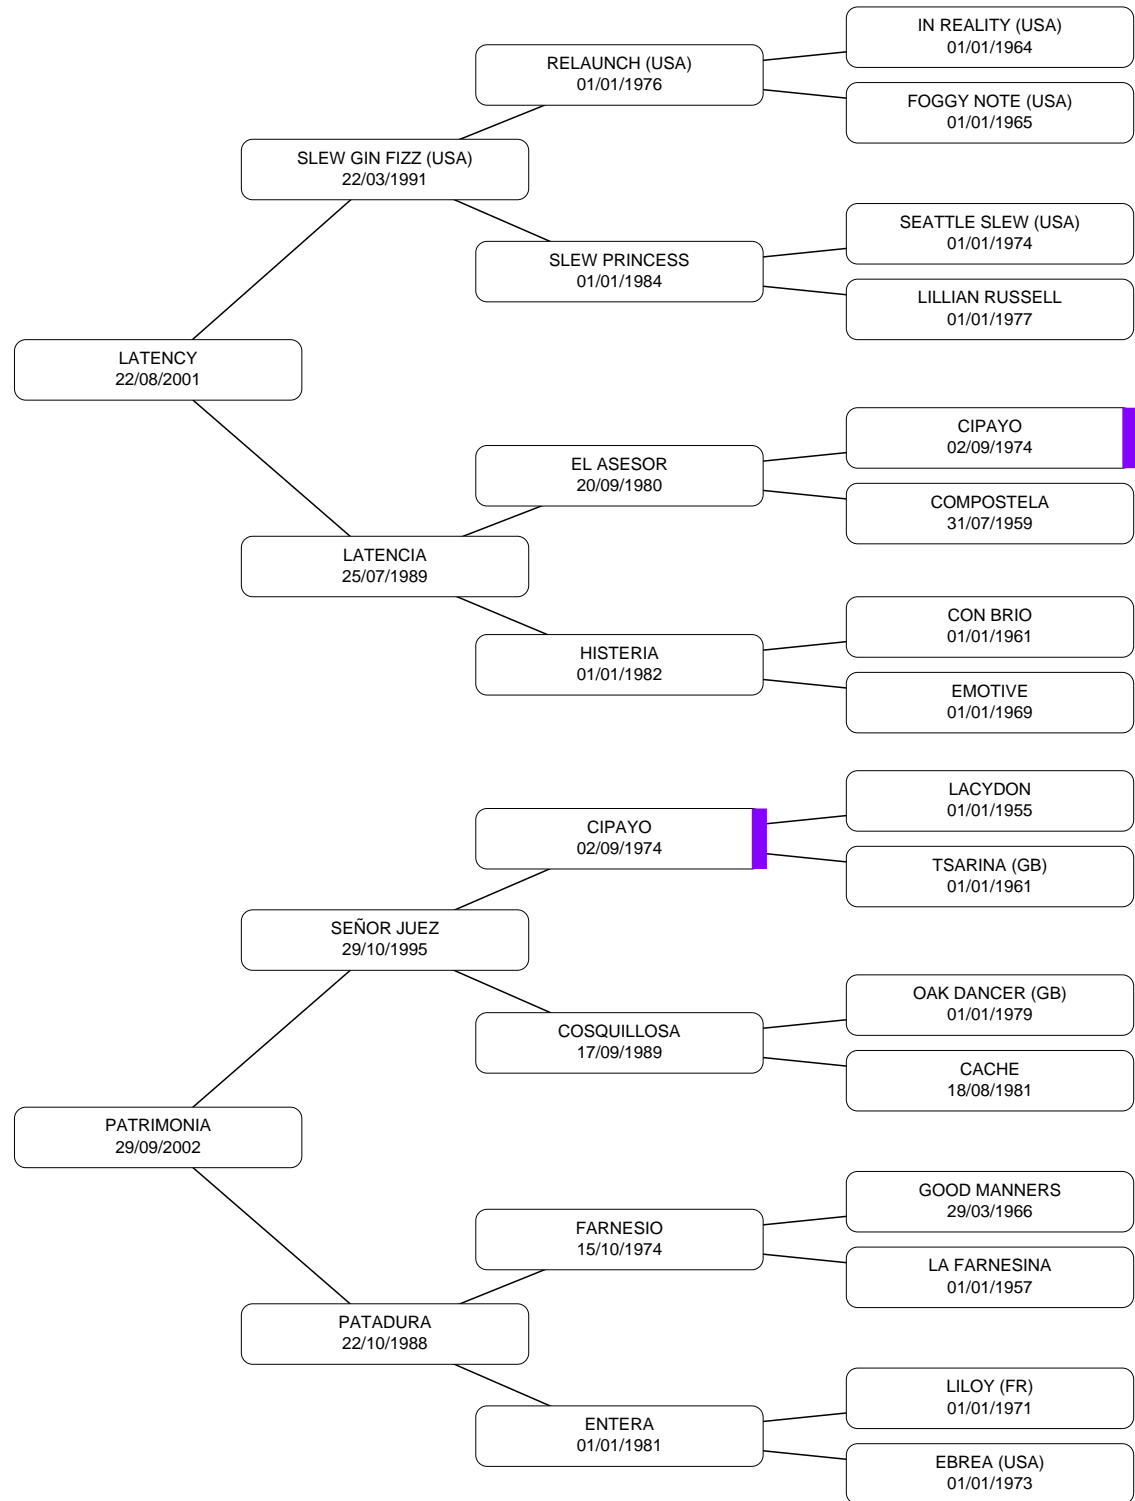 IN REALITY (USA)
01/01/1964
RELAUNCH (USA)
01/01/1976
FOGGY NOTE (USA)
01/01/1965
SLEW GIN FIZZ (USA)
22/03/1991
SEATTLE SLEW (USA)
01/01/1974
SLEW PRINCESS
01/01/1984
LILLIAN RUSSELL
01/01/1977
LATENCY
22/08/2001
CIPAYO
02/09/1974
EL ASESOR
20/09/1980
COMPOSTELA
31/07/1959
LATENCIA
25/07/1989
CON BRIO
01/01/1961
HISTERIA
01/01/1982
EMOTIVE
01/01/1969
LACYDON
01/01/1955
CIPAYO
02/09/1974
TSARINA (GB)
01/01/1961
SEÑOR JUEZ
29/10/1995
OAK DANCER (GB)
01/01/1979
COSQUILLOSA
17/09/1989
CACHE
18/08/1981
PATRIMONIA
29/09/2002
GOOD MANNERS
29/03/1966
FARNESIO
15/10/1974
LA FARNESINA
01/01/1957
PATADURA
22/10/1988
LILOY (FR)
01/01/1971
ENTERA
01/01/1981
EBREA (USA)
01/01/1973